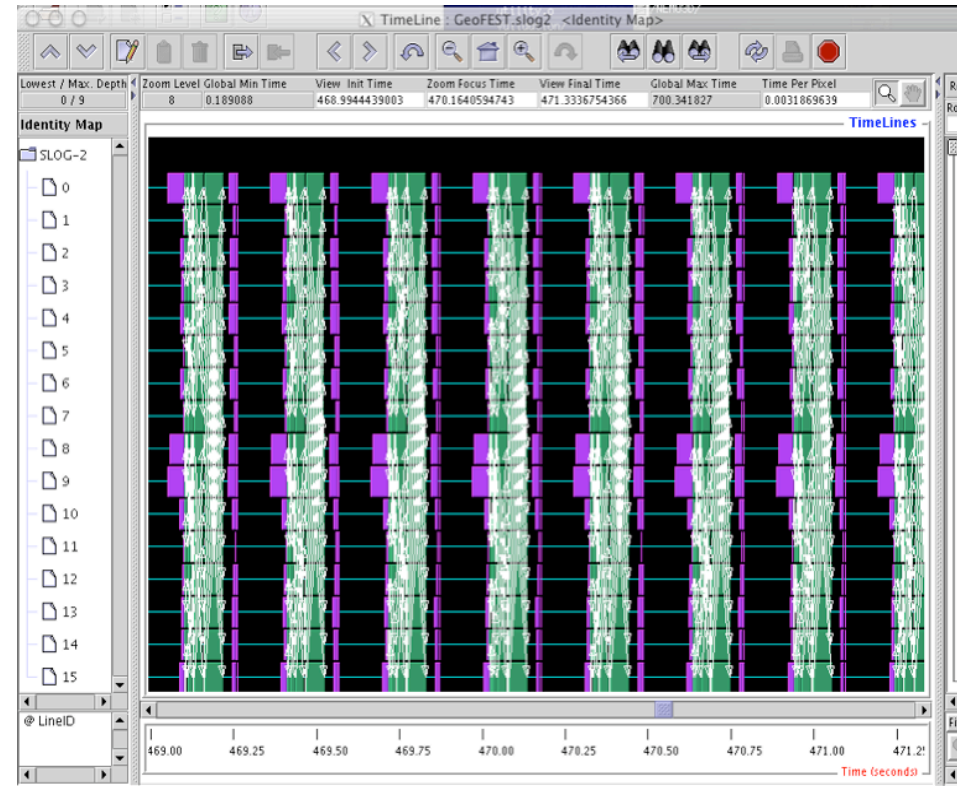 TimeLine : GeoFEST.slog2 <Identity Map>
Lowest / Max. Depth Zoom Level Global Min Time View Init Time Zoom Focus Time View Final Time Global Max Time Time Per Pixel
0 / 9 8 0.189088 468.9944439003 470.1640594743 471.3336754366 700.341827 0.0031869639
Identity Map TimeLines
SLOG-2
0
1
2
3
4
5
6
7
8
9
10
11
12
13
14
15
@ LineID
469.00 469.25 469.50 469.75 470.00 470.25 470.50 470.75 471.00
Time (seconds)